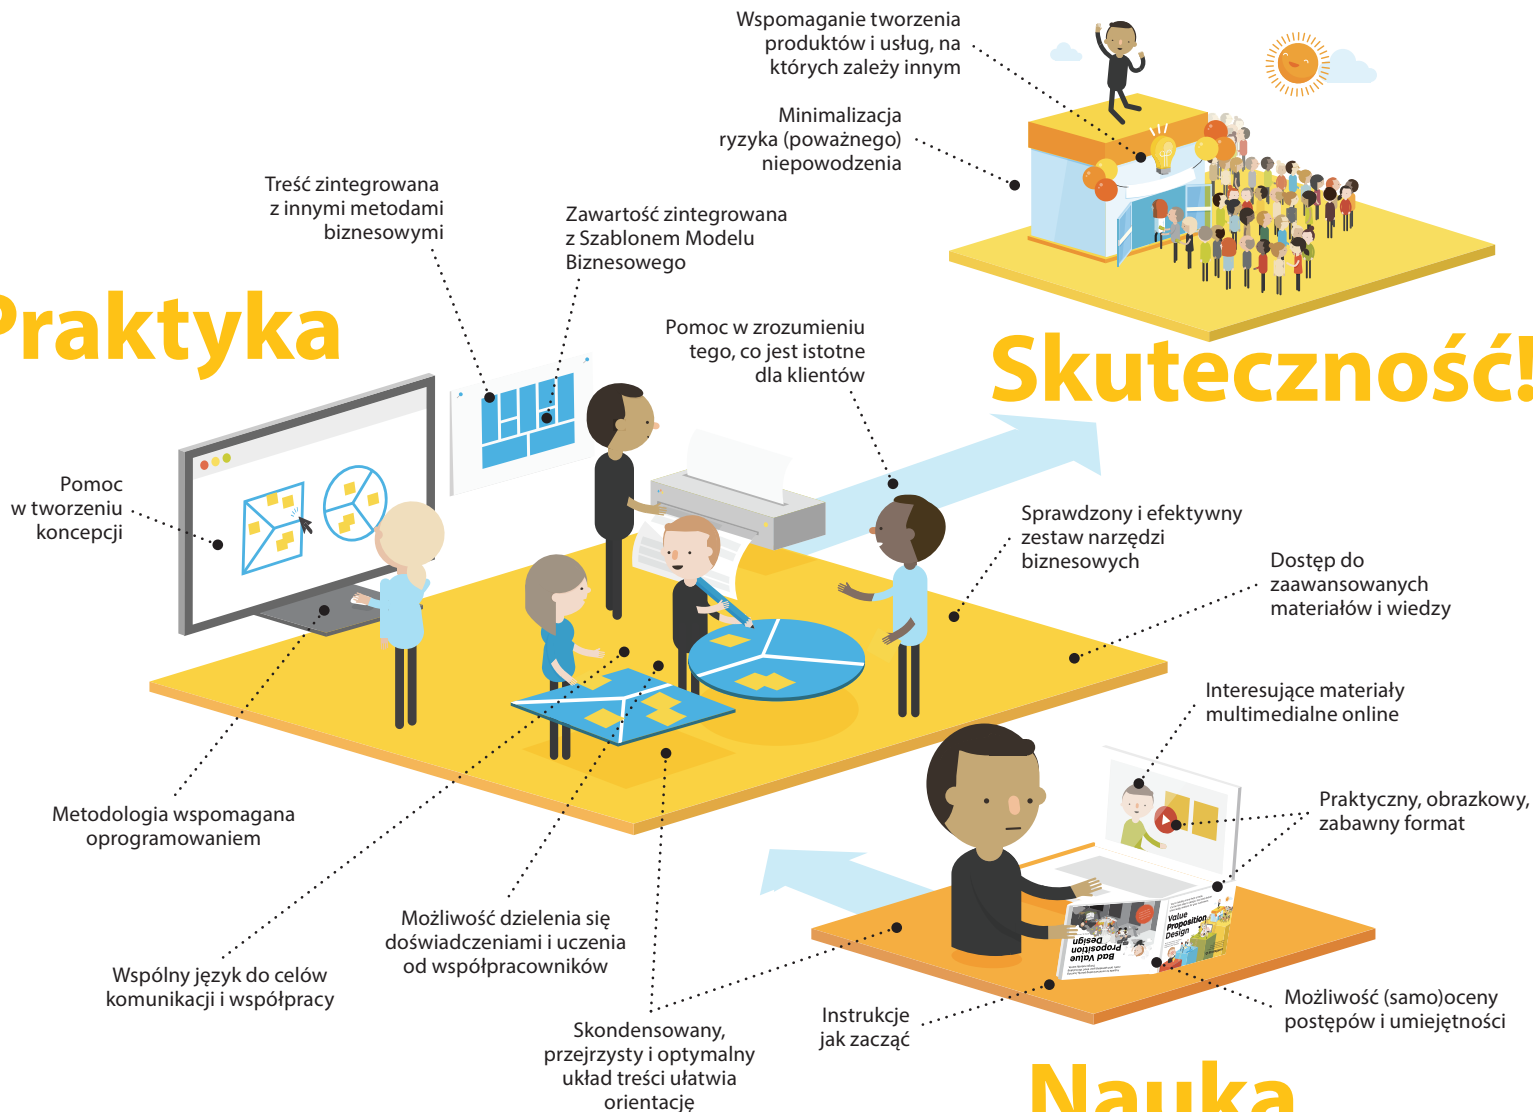 Wspomaganie tworzenia
produktów i usług, na
których zależy innym
Minimalizacja
ryzyka (poważnego)
niepowodzenia
Treść zintegrowana
z innymi metodami
biznesowymi
Zawartość zintegrowana
z Szablonem Modelu
Biznesowego
Praktyka
Pomoc w zrozumieniu
tego, co jest istotne
dla klientów
Skuteczność!
Pomoc
w tworzeniu
koncepcji
Sprawdzony i efektywny
zestaw narzędzi
biznesowych
Dostęp do
zaawansowanych
materiałów i wiedzy
Interesujące materiały
multimedialne online
Metodologia wspomagana
oprogramowaniem
Praktyczny, obrazkowy,
zabawny format
Możliwość dzielenia się
doświadczeniami i uczenia
od współpracowników
Wspólny język do celów
komunikacji i współpracy
Value
Proposition
Design
Bad Value
Proposition
Design
Instrukcje
jak zacząć
Możliwość (samo)oceny
postępów i umiejętności
Skondensowany,
przejrzysty i optymalny
układ treści ułatwia
orientację
Nauka